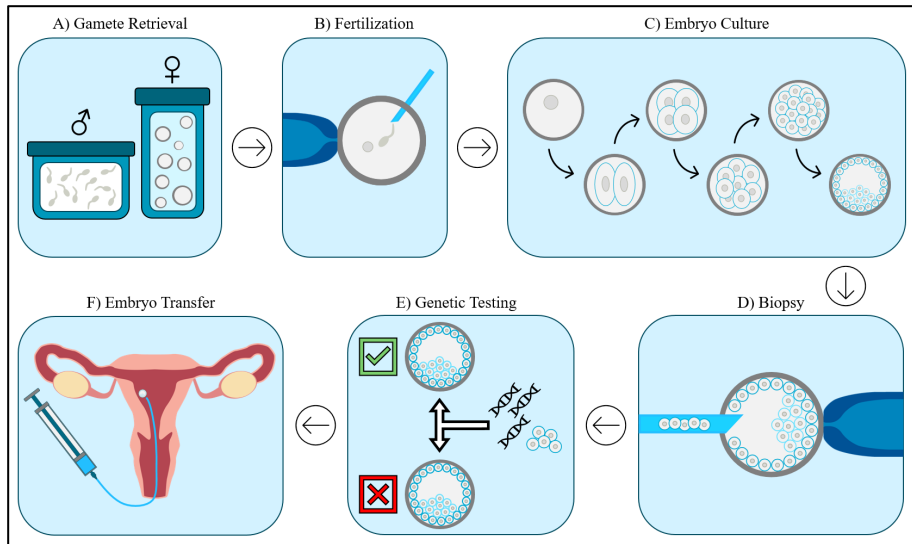 A) Gamete Retrieval
B) Fertilization
C) Embryo Culture
F) Embryo Transfer
E) Genetic Testing
D) Biopsy